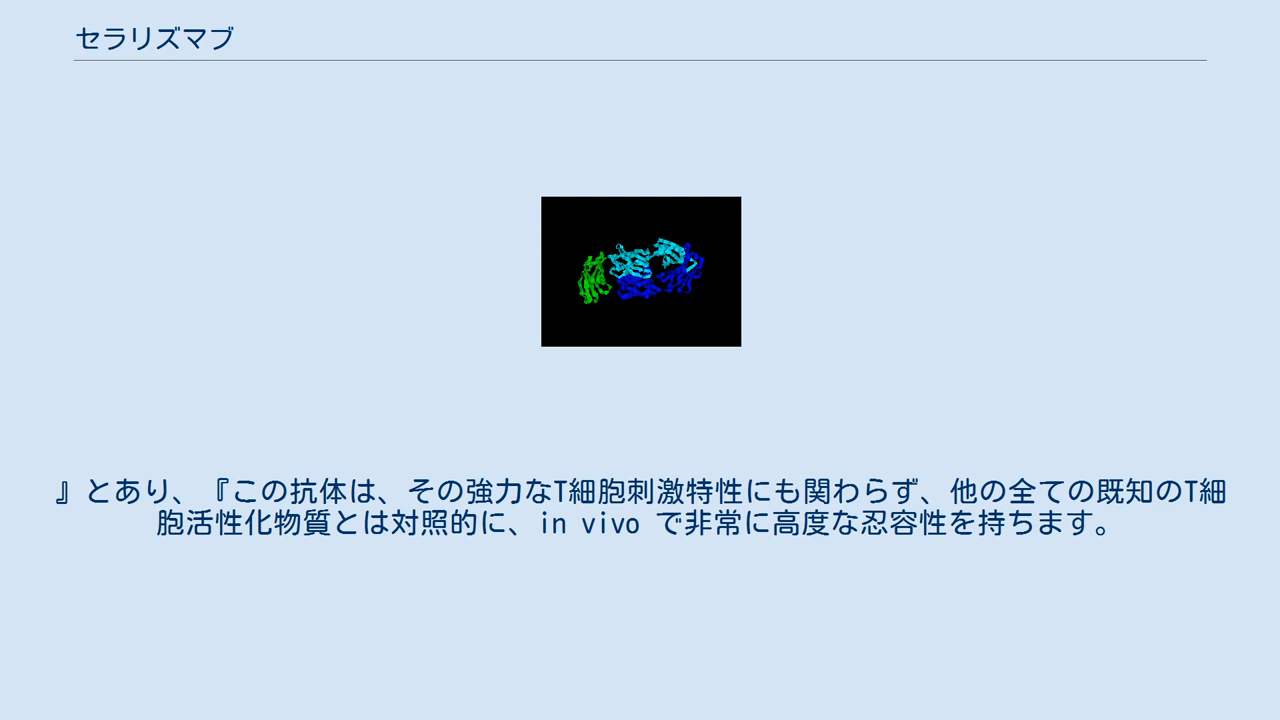 セラリズマブ
』とあり、『この抗体は、その強力なT細胞刺激特性にも関わらず、他の全ての既知のT細
胞活性化物質とは対照的に、in vivo で非常に高度な忍容性を持ちます。